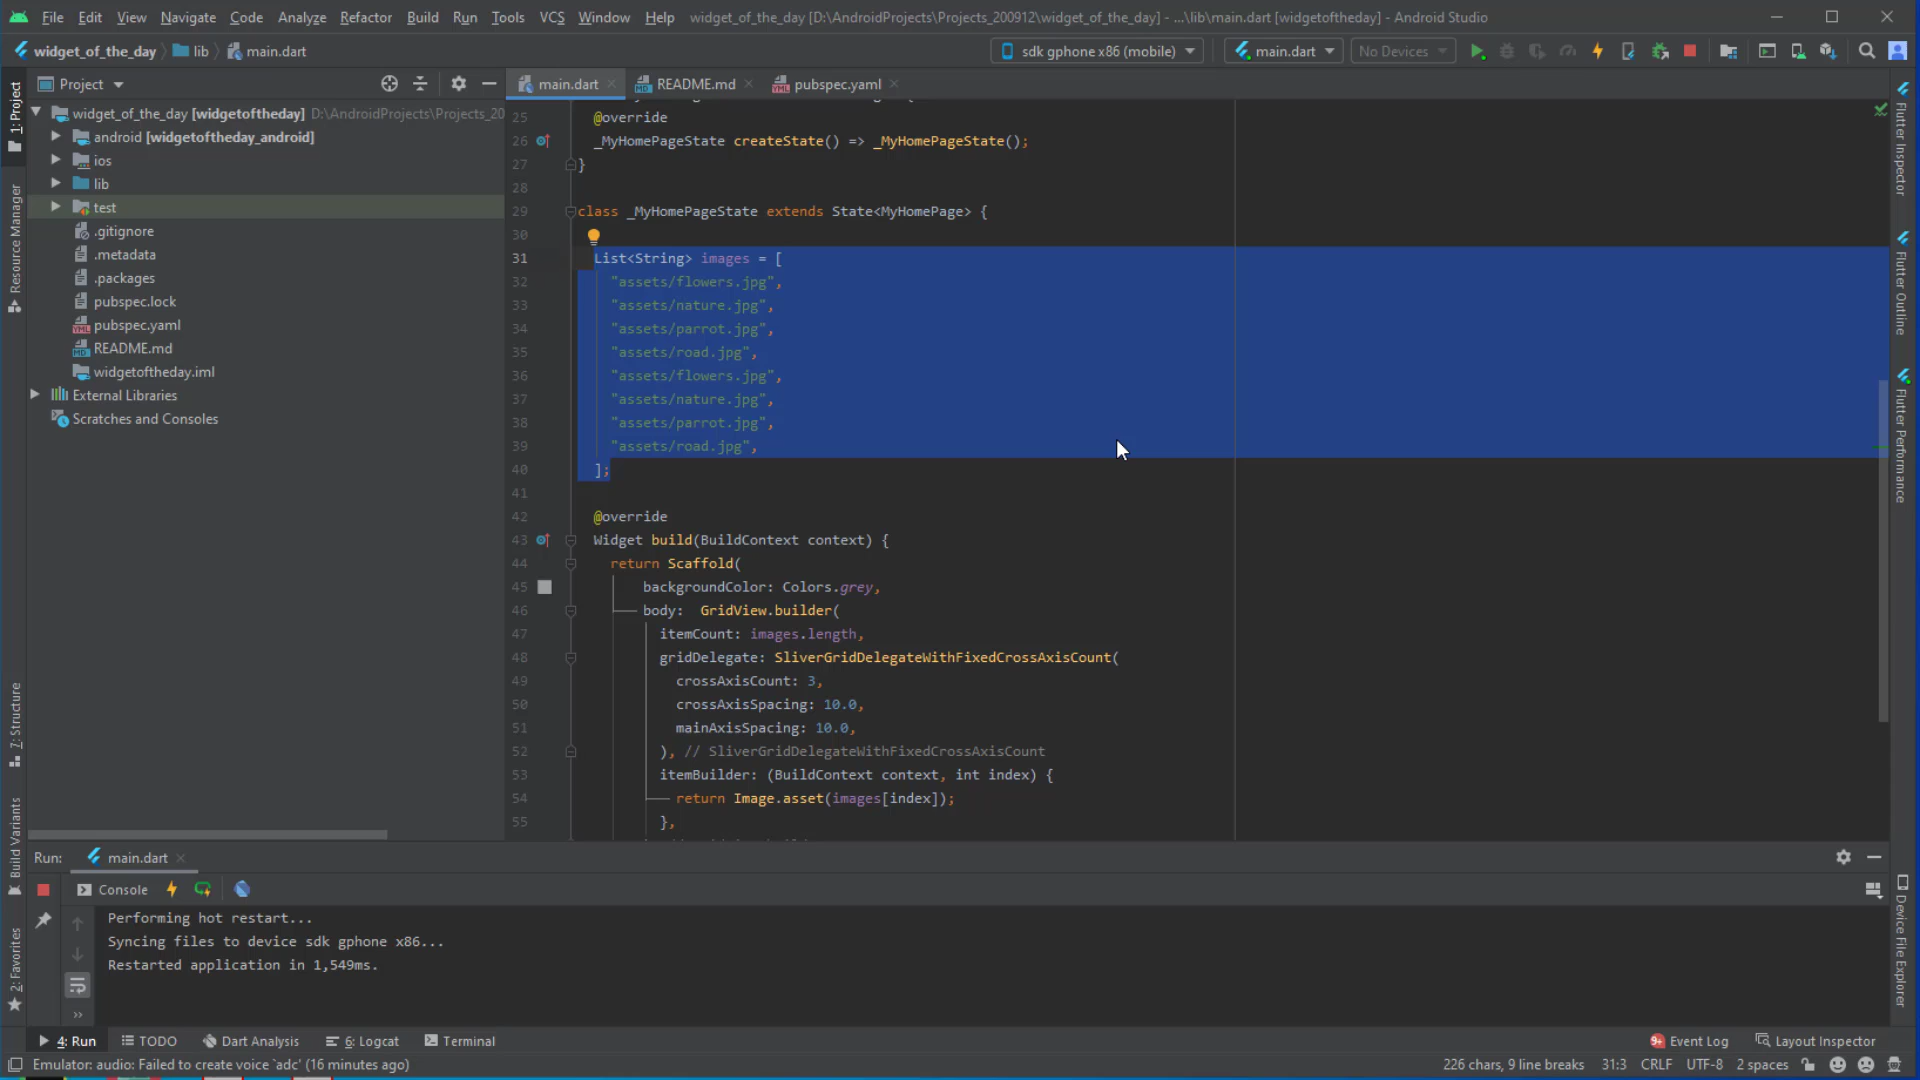 File Edit View Navigate Code Analyze Refactor Build Run Tools VCS Window Help widget_of_the_day [D:\AndroidProjects\Projects_200912\widget_of_the_day] - ...\lib\main.dart [widgetoftheday] - Android Studio
widget_of_the_day lib main.dart sdk gphone x86 (mobile) main.dart No Devices
Project main.dart README.md pubspec.yaml
1: Project
Resource Manager
7: Structure
Build Variants
2: Favorites
widget_of_the_day [widgetoftheday] D:\AndroidProjects\Projects_20
android [widgetoftheday_android]
ios
lib
test
.gitignore
.metadata
.packages
pubspec.lock
pubspec.yaml
README.md
widgetoftheday.iml
External Libraries
Scratches and Consoles
25 @override
26 _MyHomePageState createState() => _MyHomePageState();
27 }
28
29 class _MyHomePageState extends State<MyHomePage> {
30
31 List<String> images = [
32 "assets/flowers.jpg",
33 "assets/nature.jpg",
34 "assets/parrot.jpg",
35 "assets/road.jpg",
36 "assets/flowers.jpg",
37 "assets/nature.jpg",
38 "assets/parrot.jpg",
39 "assets/road.jpg",
40 ];
41
42 @override
43 Widget build(BuildContext context) {
44 return Scaffold(
45 backgroundColor: Colors.grey,
46 body: GridView.builder(
47 itemCount: images.length,
48 gridDelegate: SliverGridDelegateWithFixedCrossAxisCount(
49 crossAxisCount: 3,
50 crossAxisSpacing: 10.0,
51 mainAxisSpacing: 10.0,
52 ), // SliverGridDelegateWithFixedCrossAxisCount
53 itemBuilder: (BuildContext context, int index) {
54 return Image.asset(images[index]);
55 },
Flutter Inspector
Flutter Outline
Flutter Performance
Device File Explorer
Run: main.dart
Console
Performing hot restart...
Syncing files to device sdk gphone x86...
Restarted application in 1,549ms.
4: Run TODO Dart Analysis 6: Logcat Terminal 9+ Event Log Layout Inspector
Emulator: audio: Failed to create voice `adc' (16 minutes ago) 226 chars, 9 line breaks 31:3 CRLF UTF-8 2 spaces